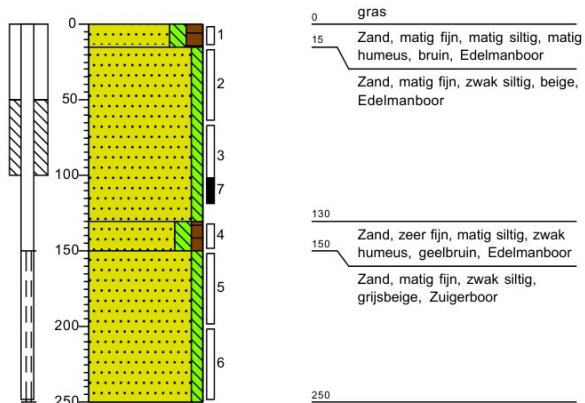 0
50
100
150
200
250
1
2
3
7
4
5
6
0
gras
15
Zand, matig fijn, matig siltig, matig
humeus, bruin, Edelmanboor
Zand, matig fijn, zwak siltig, beige,
Edelmanboor
130
Zand, zeer fijn, matig siltig, zwak
humeus, geelbruin, Edelmanboor
150
Zand, matig fijn, zwak siltig,
grijsbeige, Zuigerboor
250